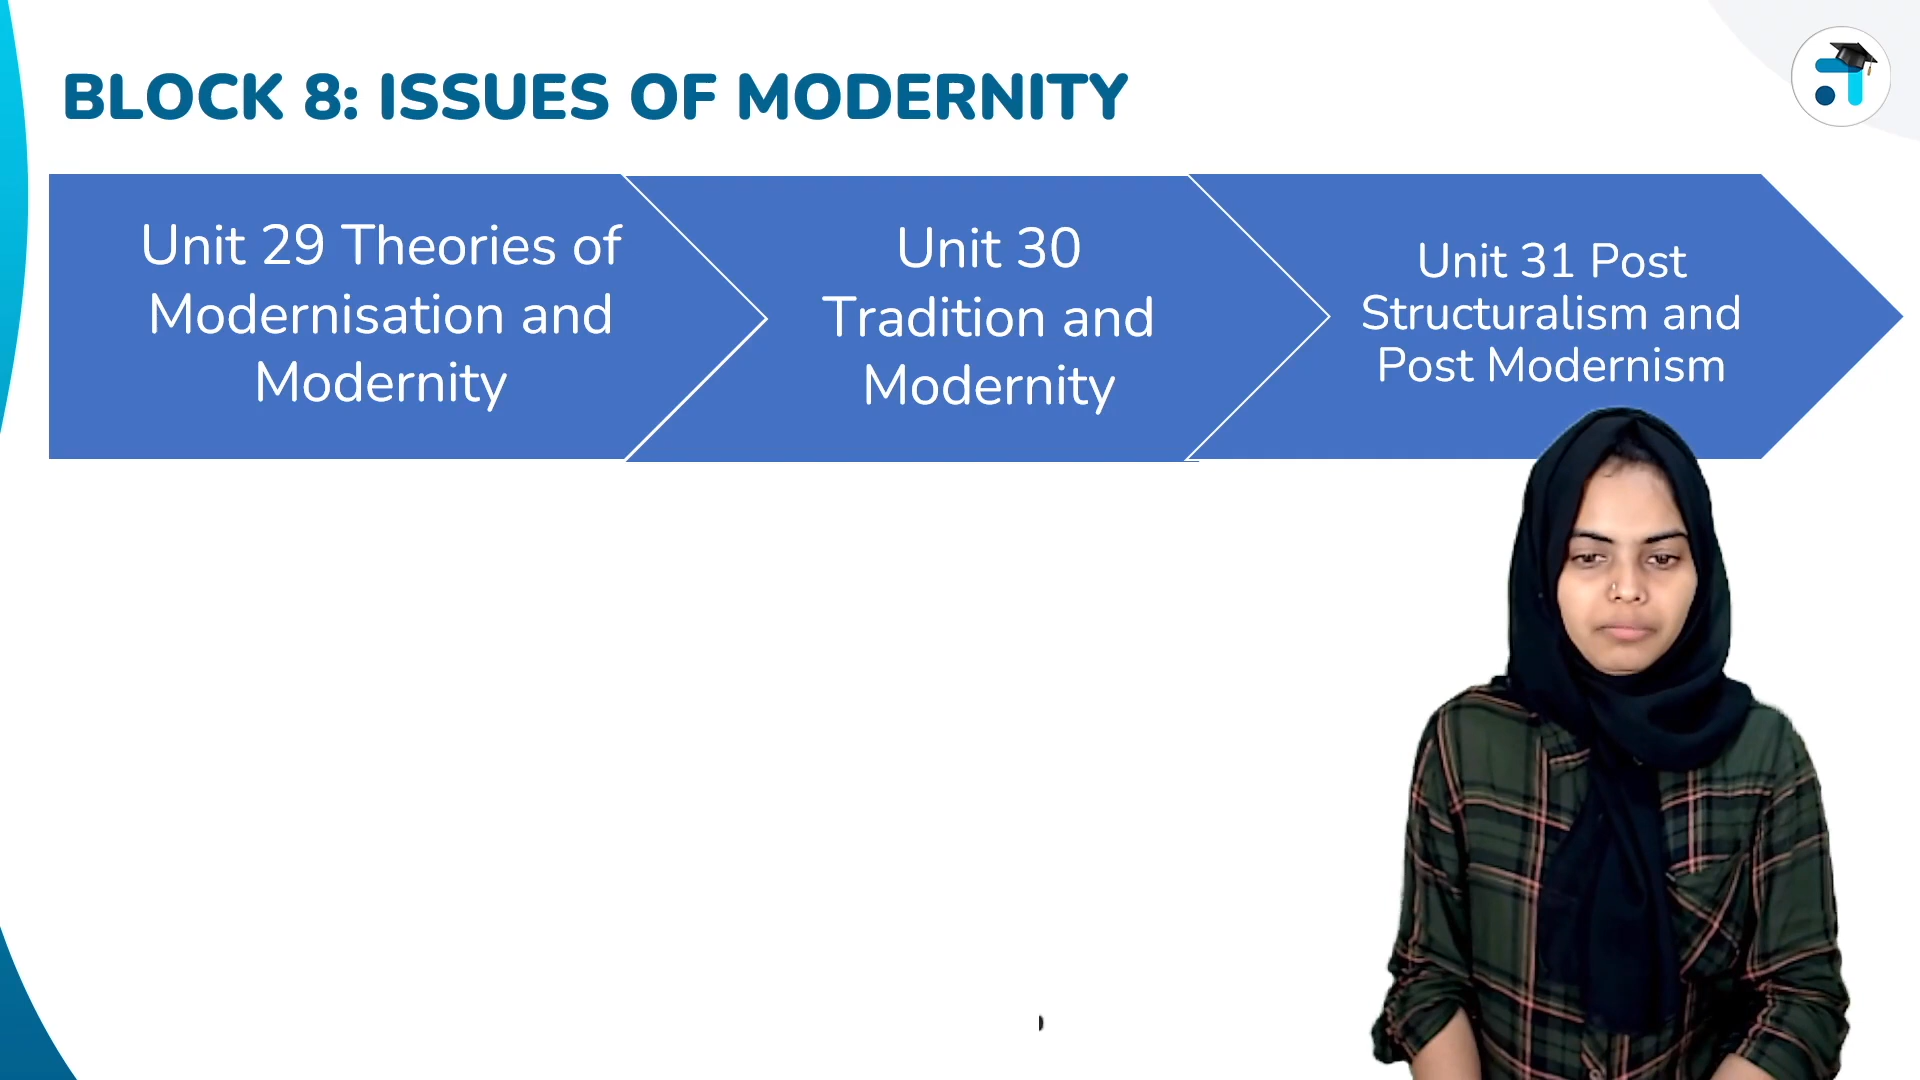 BLOCK 8: ISSUES OF MODERNITY
Unit 29 Theories of
Modernisation and
Modernity
Unit 30
Tradition and
Modernity
Unit 31 Post
Structuralism and
Post Modernism